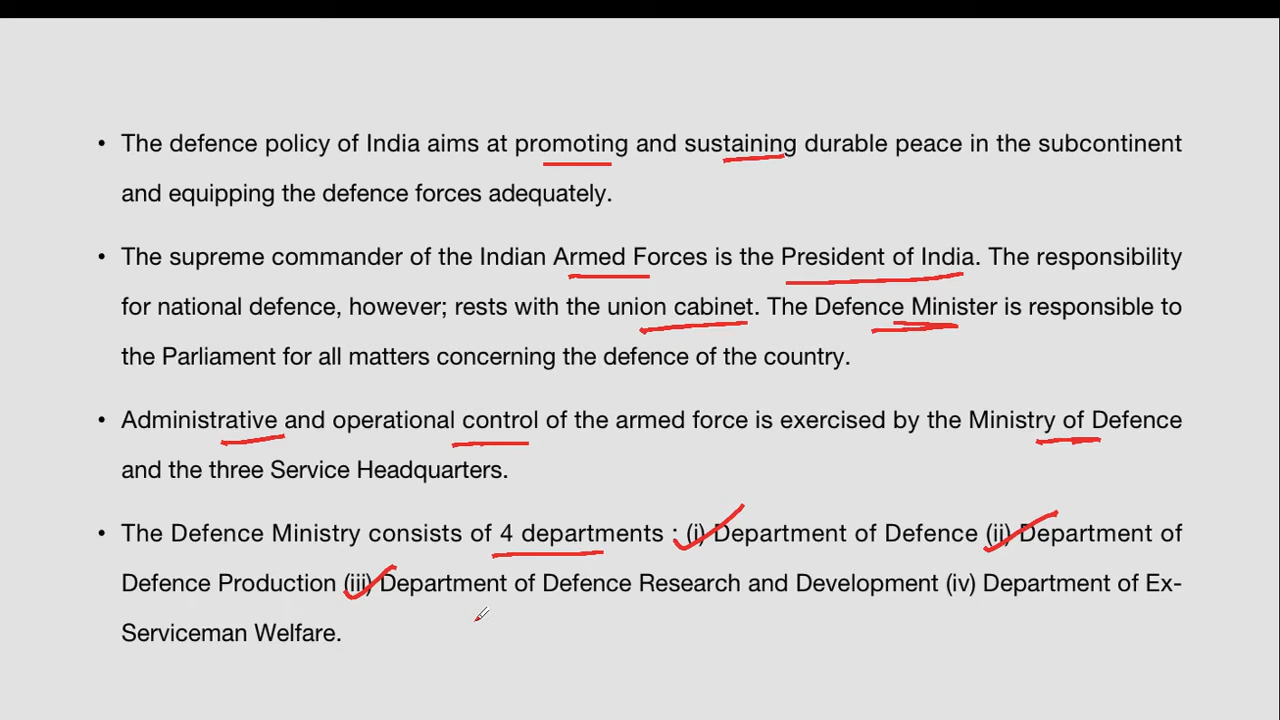 • The defence policy of India aims at promoting and sustaining durable peace in the subcontinent
and equipping the defence forces adequately.
• The supreme commander of the Indian Armed Forces is the President of India. The responsibility
for national defence, however; rests with the union cabinet. The Defence Minister is responsible to
the Parliament for all matters concerning the defence of the country.
• Administrative and operational control of the armed force is exercised by the Ministry of Defence
and the three Service Headquarters.
• The Defence Ministry consists of 4 departments : (i) Department of Defence (ii) Department of
Defence Production (iii) Department of Defence Research and Development (iv) Department of Ex-
Serviceman Welfare.